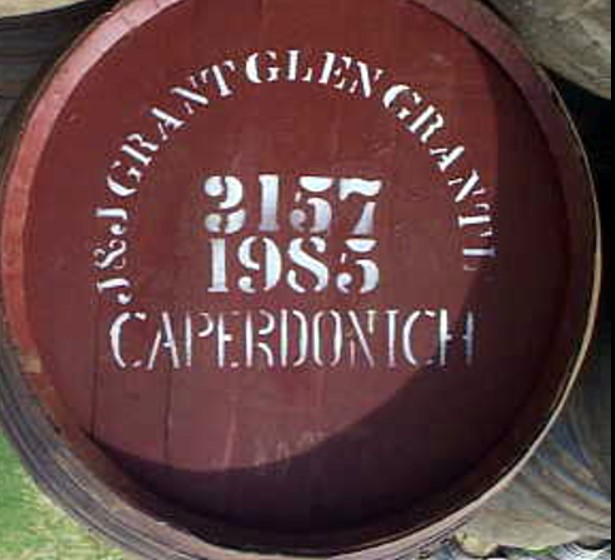 J&J GRANT GLEN GRANT L
3157
1985
CAPERDONICH